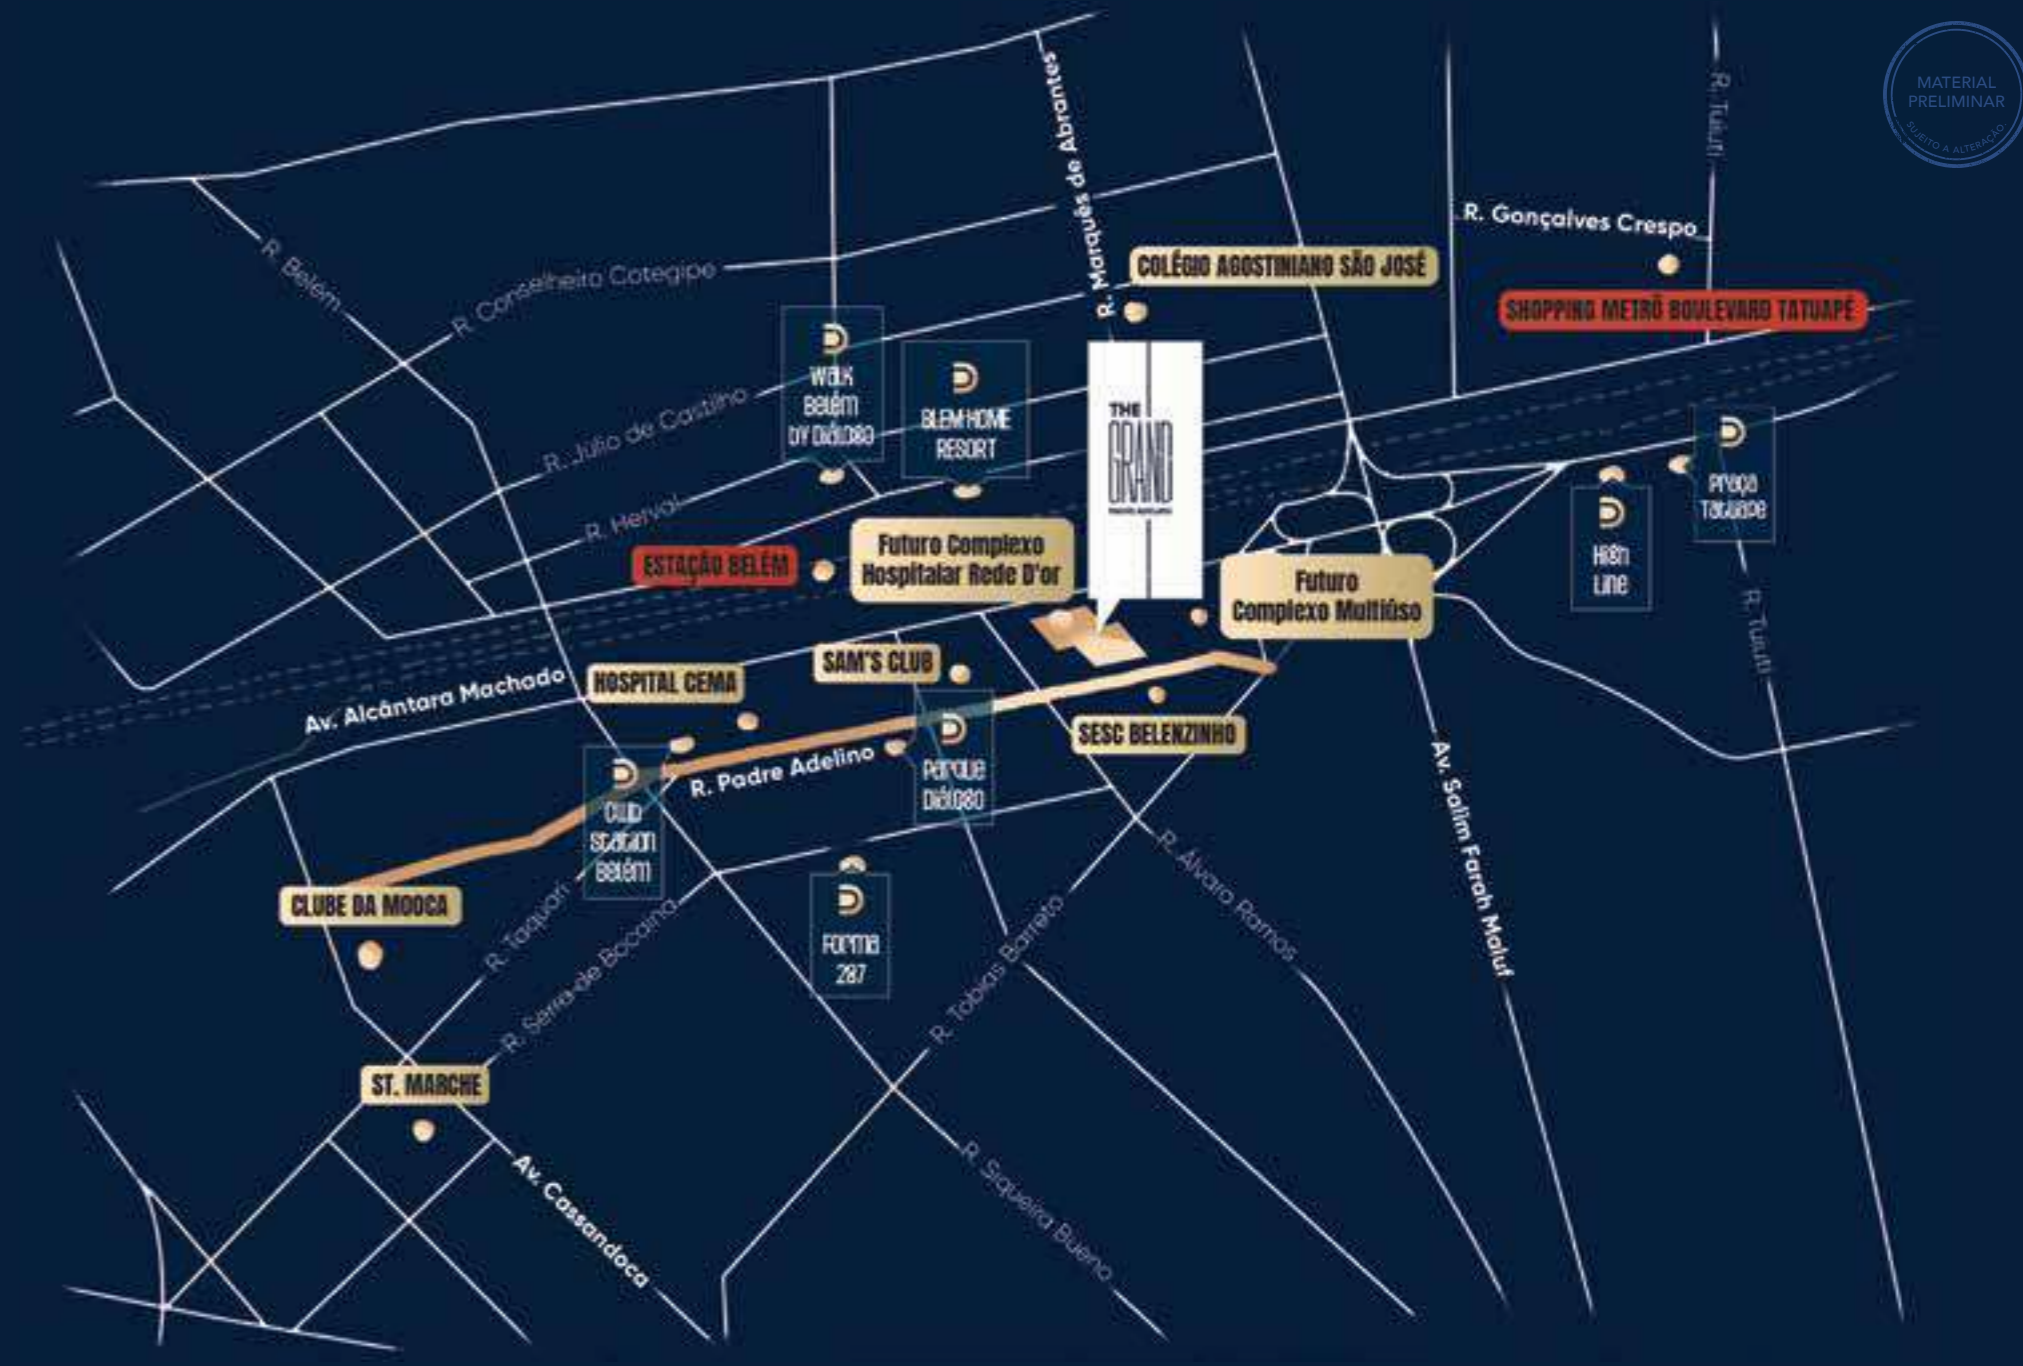 MATERIAL
PRELIMINAR
SUJEITO A ALTERAÇÃO
R. Marquês de Abrantes
R. Tuiuti
R. Gonçalves Crespo
R. Belém
R. Conselheiro Cotegipe
COLÉGIO AGOSTINIANO SÃO JOSÉ
SHOPPING METRÔ BOULEVARD TATUAPÉ
Walk
Belém
by Diálogo
BLEM HOME
RESORT
THE
GRAND
R. Júlio de Castilho
R. Herval
Praça
Tatuapé
High
Line
ESTAÇÃO BELÉM
Futuro Complexo
Hospitalar Rede D'or
Futuro
Complexo Multiúso
R. Tuiuti
SAM'S CLUB
HOSPITAL CEMA
Av. Alcântara Machado
SESC BELENZINHO
R. Padre Adelino
Parque
Diálogo
Club
Station
Belém
Av. Salim Farah Maluf
R. Álvaro Ramos
CLUBE DA MOOCA
R. Taquari
R. Serra de Bocaina
Forma
287
R. Tobias Barreto
ST. MARCHE
Av. Cassandoca
R. Siqueira Bueno